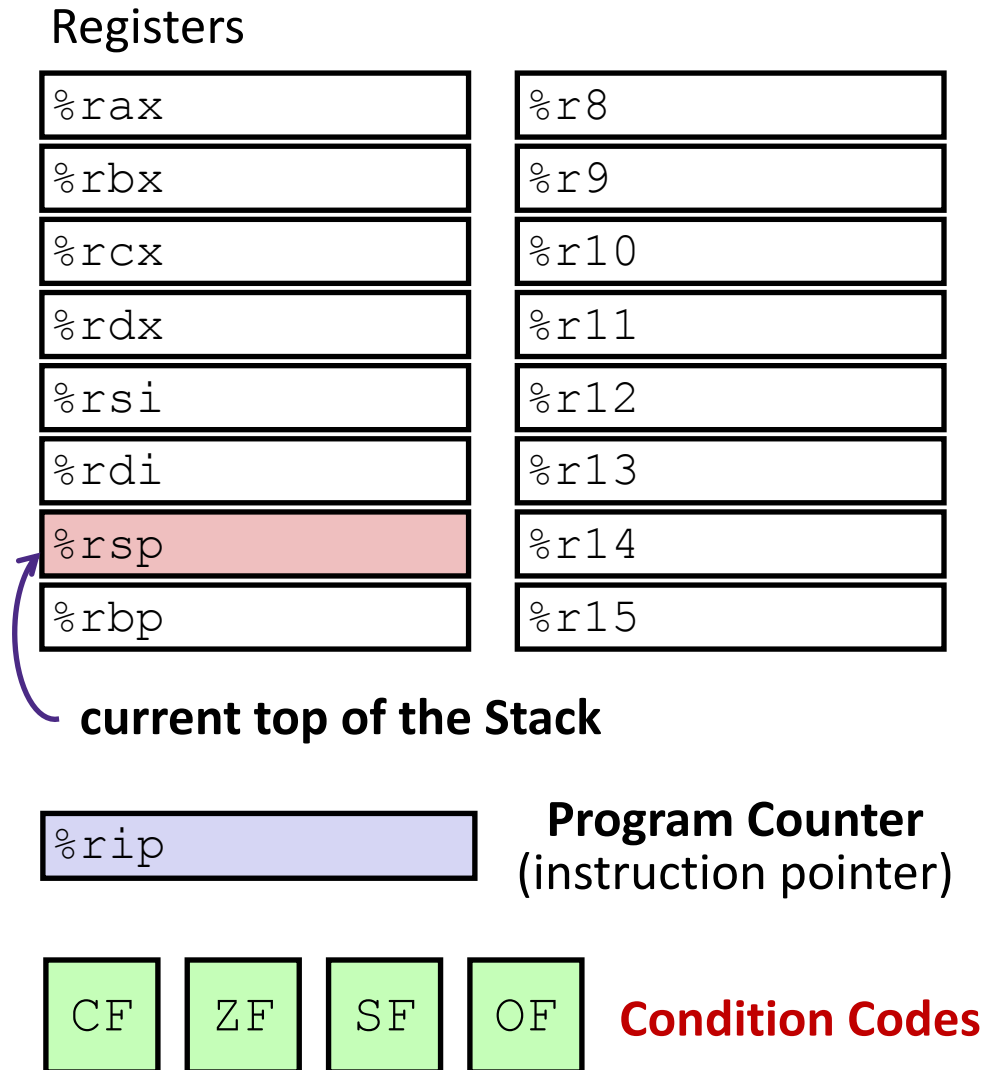 Registers
%rax
%rbx
%rcx
%rdx
%rsi
%rdi
%rsp
%rbp
%r8
%r9
%r10
%r11
%r12
%r13
%r14
%r15
current top of the Stack
%rip
Program Counter
(instruction pointer)
CF
ZF
SF
OF
Condition Codes